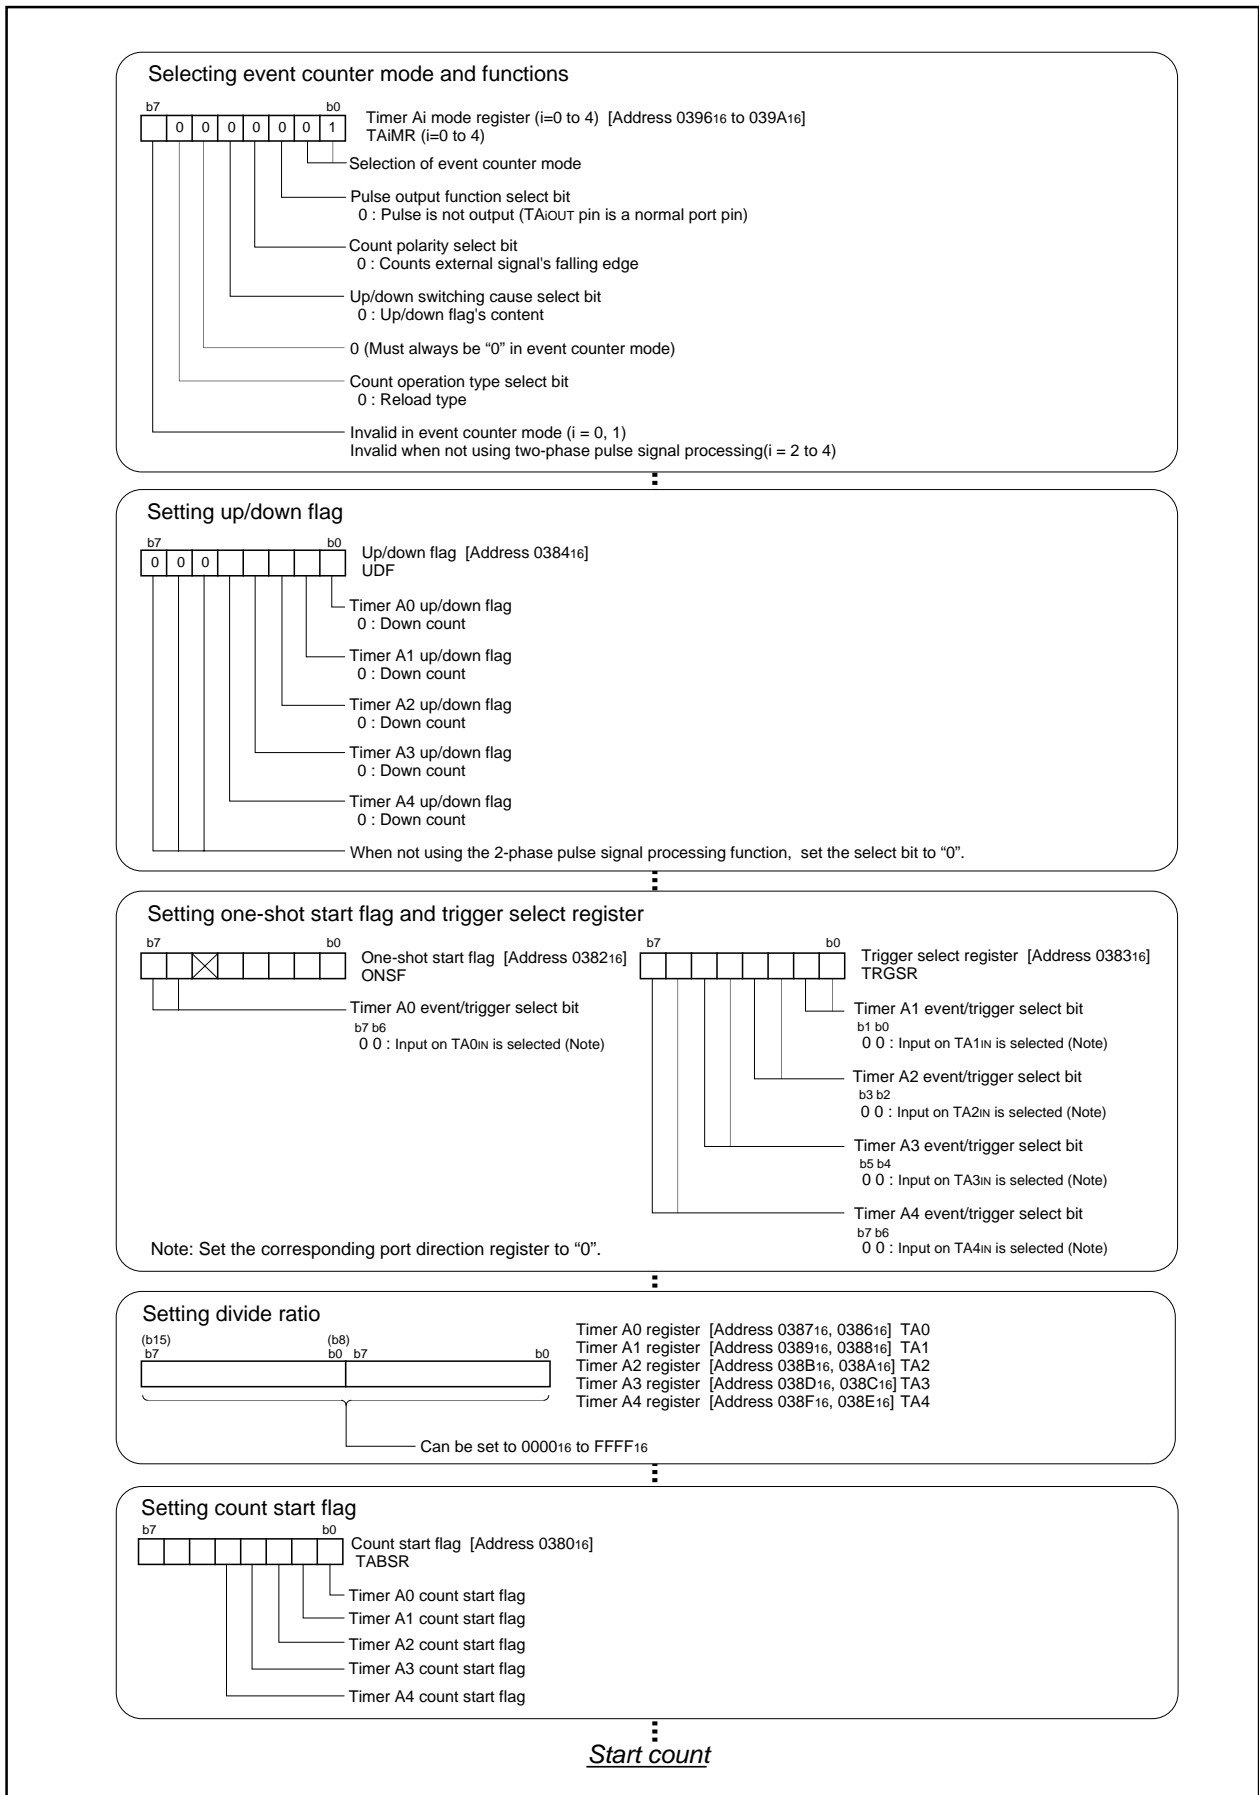 Selecting event counter mode and functions
b7 b0
0 0 0 0 0 0 1
Timer Ai mode register (i=0 to 4) [Address 039616 to 039A16]
TAiMR (i=0 to 4)
Selection of event counter mode
Pulse output function select bit
0 : Pulse is not output (TAiOUT pin is a normal port pin)
Count polarity select bit
0 : Counts external signal's falling edge
Up/down switching cause select bit
0 : Up/down flag's content
0 (Must always be “0” in event counter mode)
Count operation type select bit
0 : Reload type
Invalid in event counter mode (i = 0, 1)
Invalid when not using two-phase pulse signal processing(i = 2 to 4)
Setting up/down flag
b7 b0
0 0 0
Up/down flag [Address 038416]
UDF
Timer A0 up/down flag
0 : Down count
Timer A1 up/down flag
0 : Down count
Timer A2 up/down flag
0 : Down count
Timer A3 up/down flag
0 : Down count
Timer A4 up/down flag
0 : Down count
When not using the 2-phase pulse signal processing function, set the select bit to “0”.
Setting one-shot start flag and trigger select register
b7 b0
One-shot start flag [Address 038216]
ONSF
Timer A0 event/trigger select bit
b7 b6
0 0 : Input on TA0IN is selected (Note)
b7 b0
Trigger select register [Address 038316]
TRGSR
Timer A1 event/trigger select bit
b1 b0
0 0 : Input on TA1IN is selected (Note)
Timer A2 event/trigger select bit
b3 b2
0 0 : Input on TA2IN is selected (Note)
Timer A3 event/trigger select bit
b5 b4
0 0 : Input on TA3IN is selected (Note)
Timer A4 event/trigger select bit
b7 b6
0 0 : Input on TA4IN is selected (Note)
Note: Set the corresponding port direction register to “0”.
Setting divide ratio
(b15) (b8)
b7 b0 b7 b0
Timer A0 register [Address 038716, 038616] TA0
Timer A1 register [Address 038916, 038816] TA1
Timer A2 register [Address 038B16, 038A16] TA2
Timer A3 register [Address 038D16, 038C16] TA3
Timer A4 register [Address 038F16, 038E16] TA4
Can be set to 000016 to FFFF16
Setting count start flag
b7 b0
Count start flag [Address 038016]
TABSR
Timer A0 count start flag
Timer A1 count start flag
Timer A2 count start flag
Timer A3 count start flag
Timer A4 count start flag
Start count